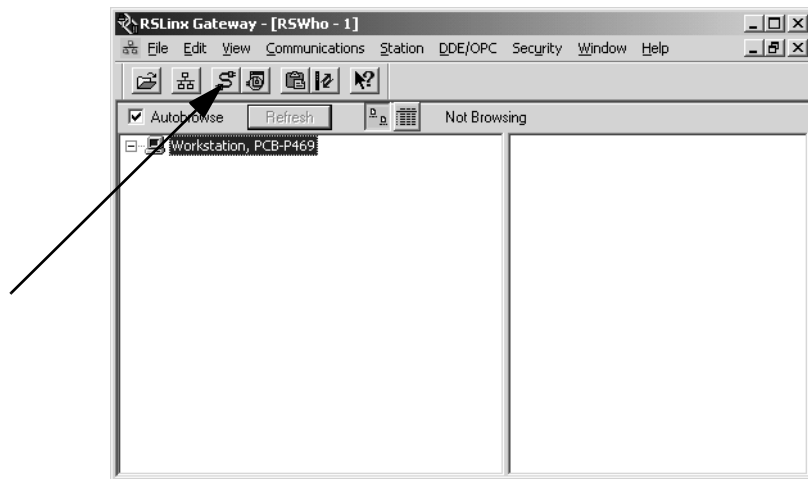 RSLinx Gateway - [RSWho - 1]
File Edit View Communications Station DDE/OPC Security Window Help
Autobrowse Refresh Not Browsing
Workstation, PCB-P469